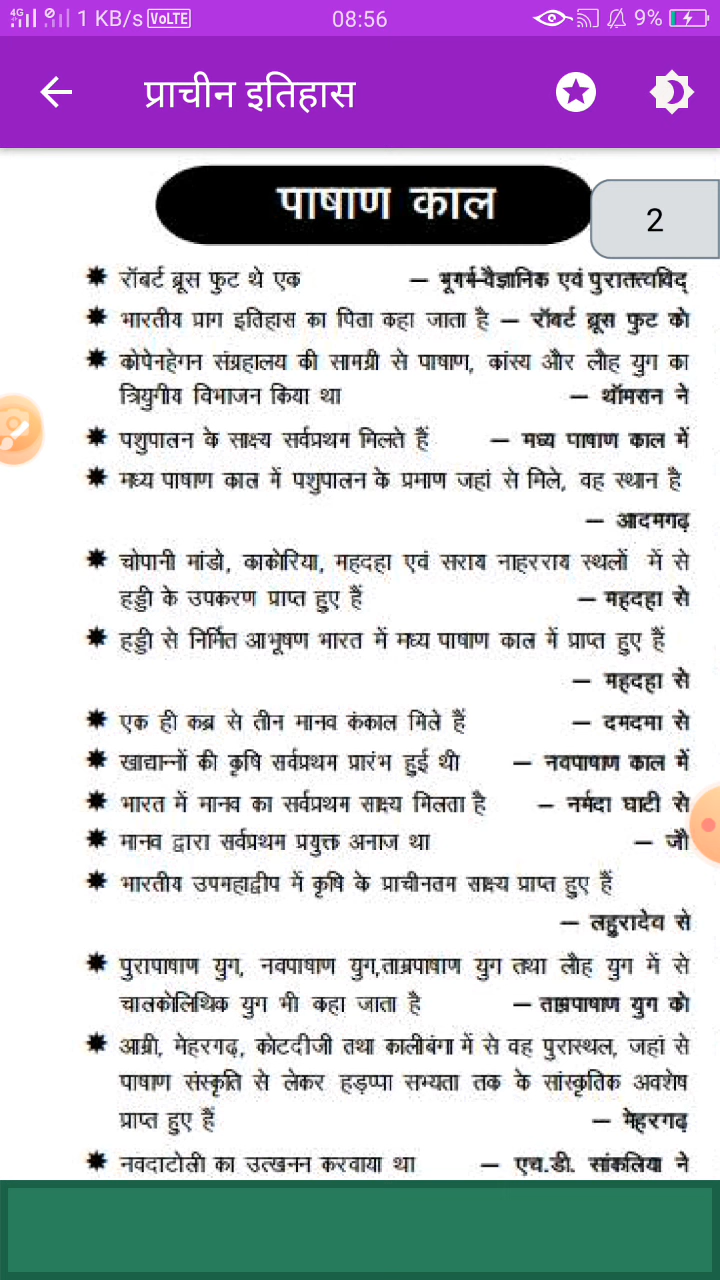 4G 1 KB/s VoLTE 08:56 9%
प्राचीन इतिहास
पाषाण काल
2
✷ रॉबर्ट ब्रूस फुट थे एक – भूगर्भ-वैज्ञानिक एवं पुरातत्वविद्
✷ भारतीय प्राग इतिहास का पिता कहा जाता है – रॉबर्ट ब्रूस फुट को
✷ कोपेनहेगन संग्रहालय की सामग्री से पाषाण, कांस्य और लौह युग का
त्रियुगीय विभाजन किया था – थॉमसन ने
✷ पशुपालन के साक्ष्य सर्वप्रथम मिलते हैं – मध्य पाषाण काल में
✷ मध्य पाषाण काल में पशुपालन के प्रमाण जहां से मिले, वह स्थान है
– आदमगढ़
✷ चोपानी मांडो, काकोरिया, महदहा एवं सराय नाहरराय स्थलों में से
हड्डी के उपकरण प्राप्त हुए हैं – महदहा से
✷ हड्डी से निर्मित आभूषण भारत में मध्य पाषाण काल में प्राप्त हुए हैं
– महदहा से
✷ एक ही कब्र से तीन मानव कंकाल मिले हैं – दमदमा से
✷ खाद्यान्नों की कृषि सर्वप्रथम प्रारंभ हुई थी – नवपाषाण काल में
✷ भारत में मानव का सर्वप्रथम साक्ष्य मिलता है – नर्मदा घाटी से
✷ मानव द्वारा सर्वप्रथम प्रयुक्त अनाज था – जौ
✷ भारतीय उपमहाद्वीप में कृषि के प्राचीनतम साक्ष्य प्राप्त हुए हैं
– लहुरादेव से
✷ पुरापाषाण युग, नवपाषाण युग,ताम्रपाषाण युग तथा लौह युग में से
चालकोलिथिक युग भी कहा जाता है – ताम्रपाषाण युग को
✷ आम्री, मेहरगढ़, कोटदीजी तथा कालीबंगा में से वह पुरास्थल, जहां से
पाषाण संस्कृति से लेकर हड़प्पा सभ्यता तक के सांस्कृतिक अवशेष
प्राप्त हुए हैं – मेहरगढ़
✷ नवदाटोली का उत्खनन करवाया था – एच.डी. सांकलिया ने